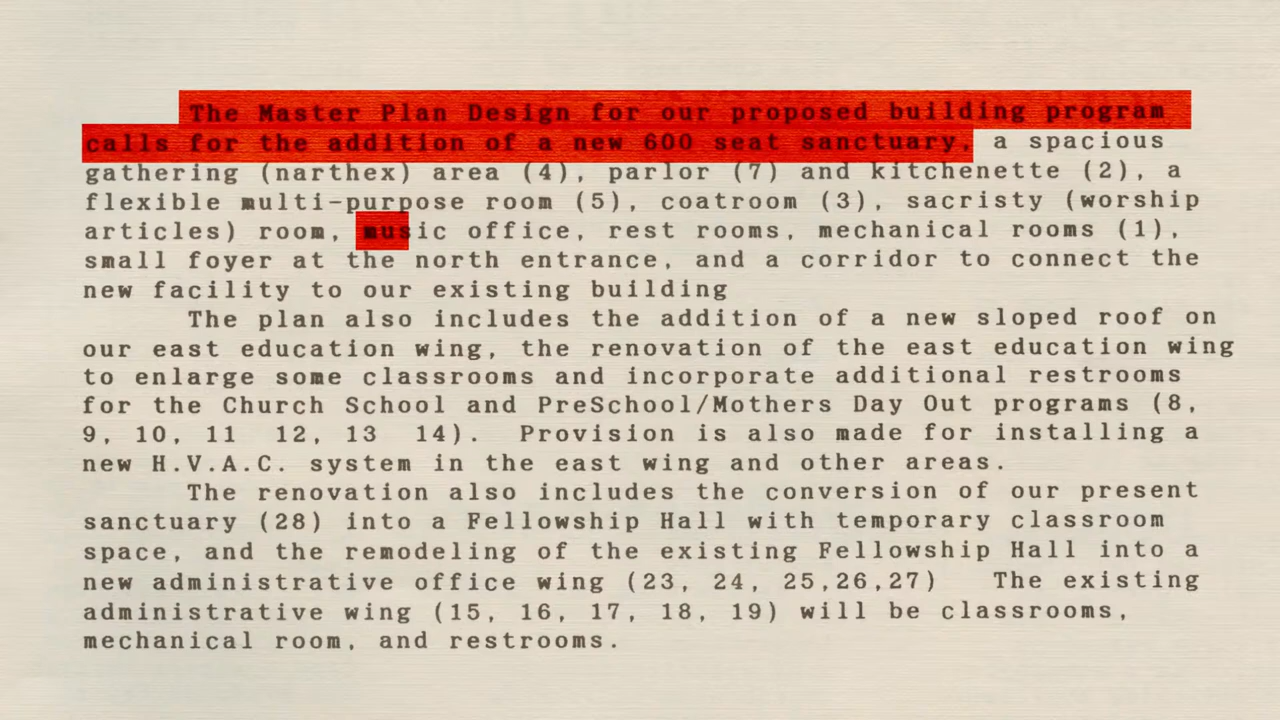 The Master Plan Design for our proposed building program
calls for the addition of a new 600 seat sanctuary, a spacious
gathering (narthex) area (4), parlor (7) and kitchenette (2), a
flexible multi-purpose room (5), coatroom (3), sacristy (worship
articles) room, music office, rest rooms, mechanical rooms (1),
small foyer at the north entrance, and a corridor to connect the
new facility to our existing building
The plan also includes the addition of a new sloped roof on
our east education wing, the renovation of the east education wing
to enlarge some classrooms and incorporate additional restrooms
for the Church School and PreSchool/Mothers Day Out programs (8,
9, 10, 11 12, 13 14). Provision is also made for installing a
new H.V.A.C. system in the east wing and other areas.
The renovation also includes the conversion of our present
sanctuary (28) into a Fellowship Hall with temporary classroom
space, and the remodeling of the existing Fellowship Hall into a
new administrative office wing (23, 24, 25,26,27) The existing
administrative wing (15, 16, 17, 18, 19) will be classrooms,
mechanical room, and restrooms.